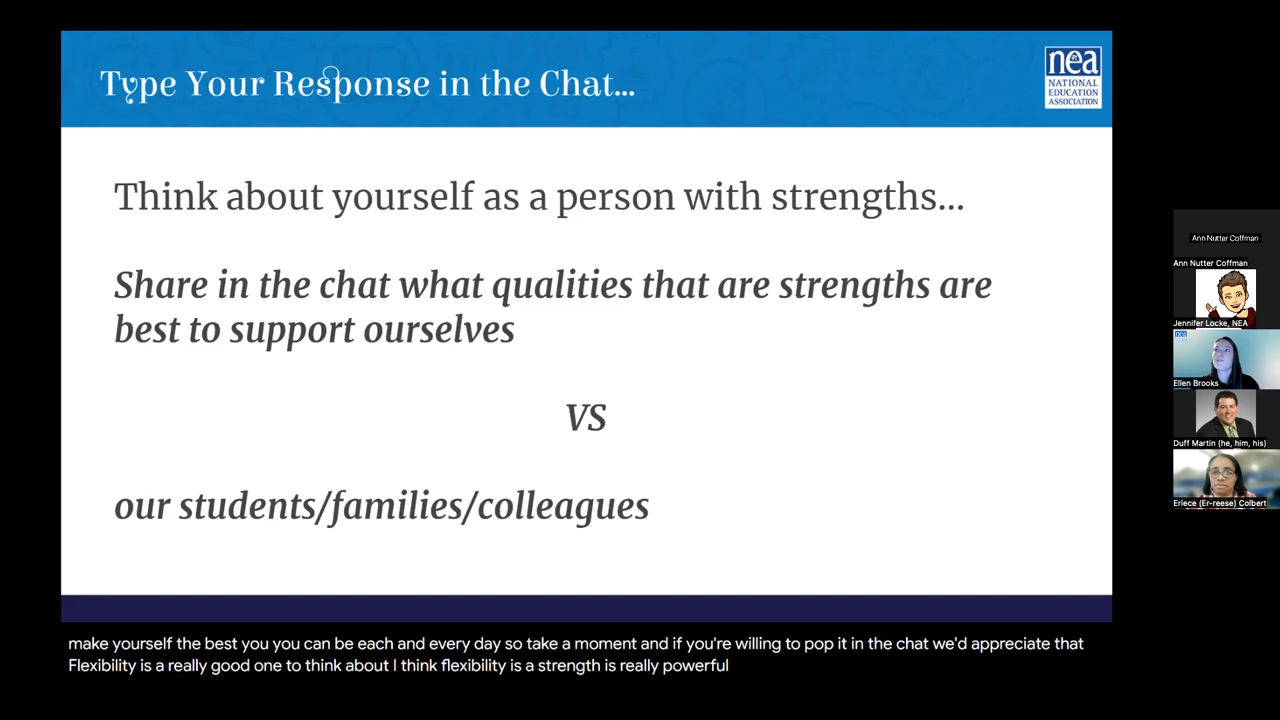 Type Your Response in the Chat...
nea
NATIONAL
EDUCATION
ASSOCIATION
Think about yourself as a person with strengths...
Share in the chat what qualities that are strengths are
best to support ourselves
VS
our students/families/colleagues
Ann Nutter Coffman
Ann Nutter Coffman
Jennifer Locke, NEA
nea
Ellen Brooks
Duff Martin (he, him, his)
Eriece (Er-reese) Colbert
make yourself the best you you can be each and every day so take a moment and if you're willing to pop it in the chat we'd appreciate that
Flexibility is a really good one to think about I think flexibility is a strength is really powerful